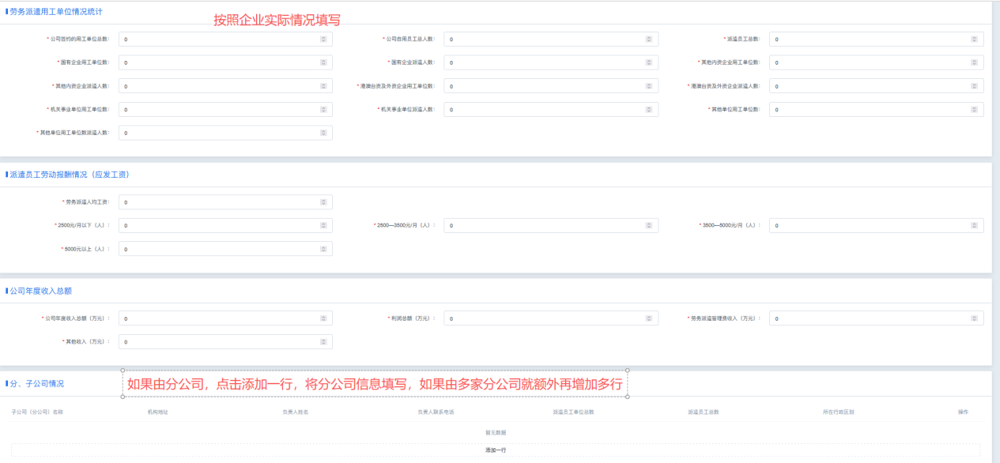 劳务派遣用工单位情况统计
按照企业实际情况填写
* 公司签约的用工单位总数: 0 * 公司自用员工总人数: 0 * 派遣员工总数: 0
* 国有企业用工单位数: 0 * 国有企业派遣人数: 0 * 其他内资企业用工单位数: 0
* 其他内资企业派遣人数: 0 * 港澳台资及外资企业用工单位数: 0 * 港澳台资及外资企业派遣人数: 0
* 机关事业单位用工单位数: 0 * 机关事业单位派遣人数: 0 * 其他单位用工单位数: 0
* 其他单位用工单位数派遣人数: 0
派遣员工劳动报酬情况（应发工资）
* 劳务派遣人均工资: 0
* 2500元/月以下（人）: 0 * 2500—3500元/月（人）: 0 * 3500—5000元/月（人）: 0
* 5000元以上（人）: 0
公司年度收入总额
* 公司年度收入总额（万元）: 0 * 利润总额（万元）: 0 * 劳务派遣管理费收入（万元）: 0
* 其他收入（万元）: 0
分、子公司情况
如果由分公司，点击添加一行，将分公司信息填写，如果由多家分公司就额外再增加多行
子公司（分公司）名称 机构地址 负责人姓名 负责人联系电话 派遣员工单位总数 派遣员工总数 所在行政区划 操作
暂无数据
添加一行